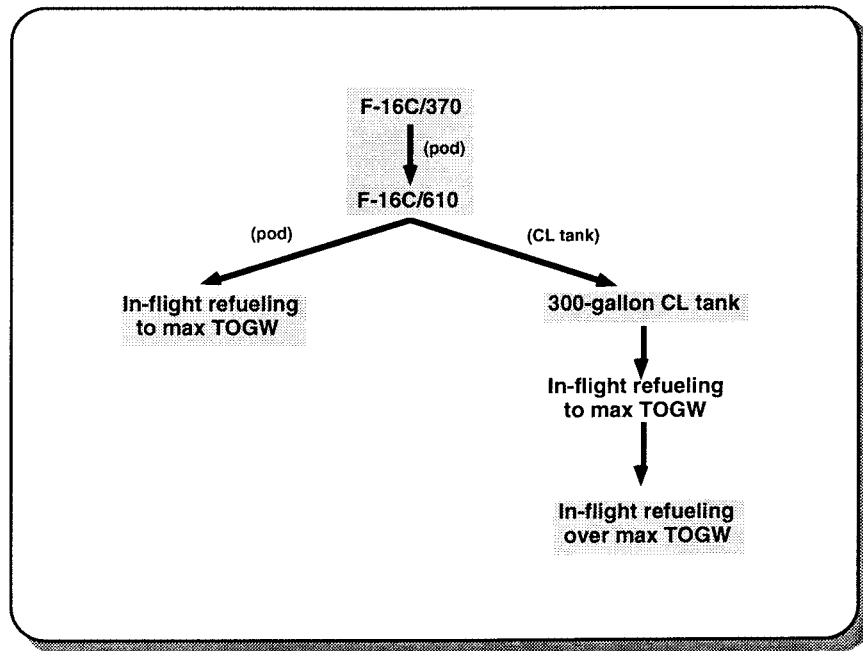 F-16C/370
(pod)
F-16C/610
(pod)
(CL tank)
In-flight refueling
to max TOGW
300-gallon CL tank
In-flight refueling
to max TOGW
In-flight refueling
over max TOGW